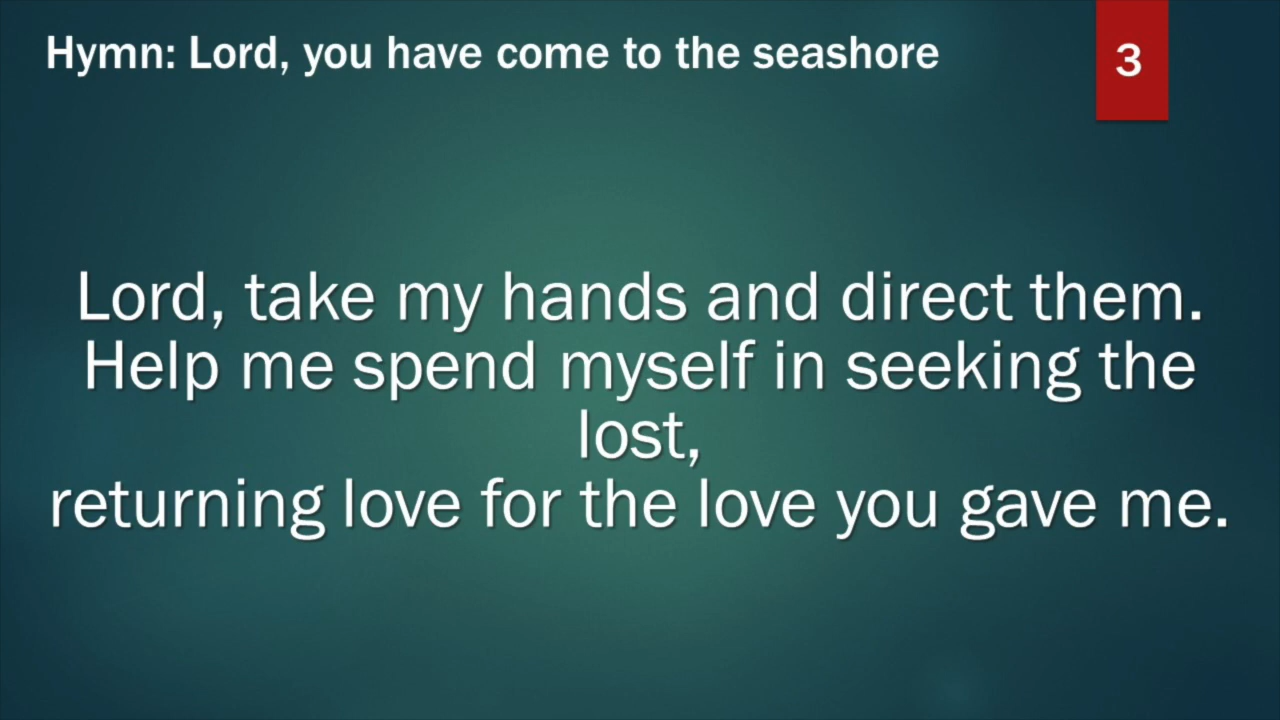 Hymn: Lord, you have come to the seashore
3
Lord, take my hands and direct them.
Help me spend myself in seeking the
lost,
returning love for the love you gave me.